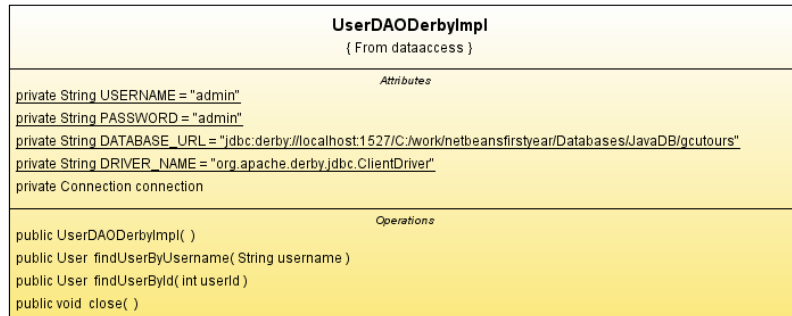 UserDAODerbyImpl
{ From dataaccess }
Attributes
private String USERNAME = "admin"
private String PASSWORD = "admin"
private String DATABASE_URL = "jdbc:derby://localhost:1527/C:/work/netbeansfirstyear/Databases/JavaDB/gcutours"
private String DRIVER_NAME = "org.apache.derby.jdbc.ClientDriver"
private Connection connection
Operations
public UserDAODerbyImpl( )
public User findUserByUsername( String username )
public User findUserById( int userId )
public void close( )